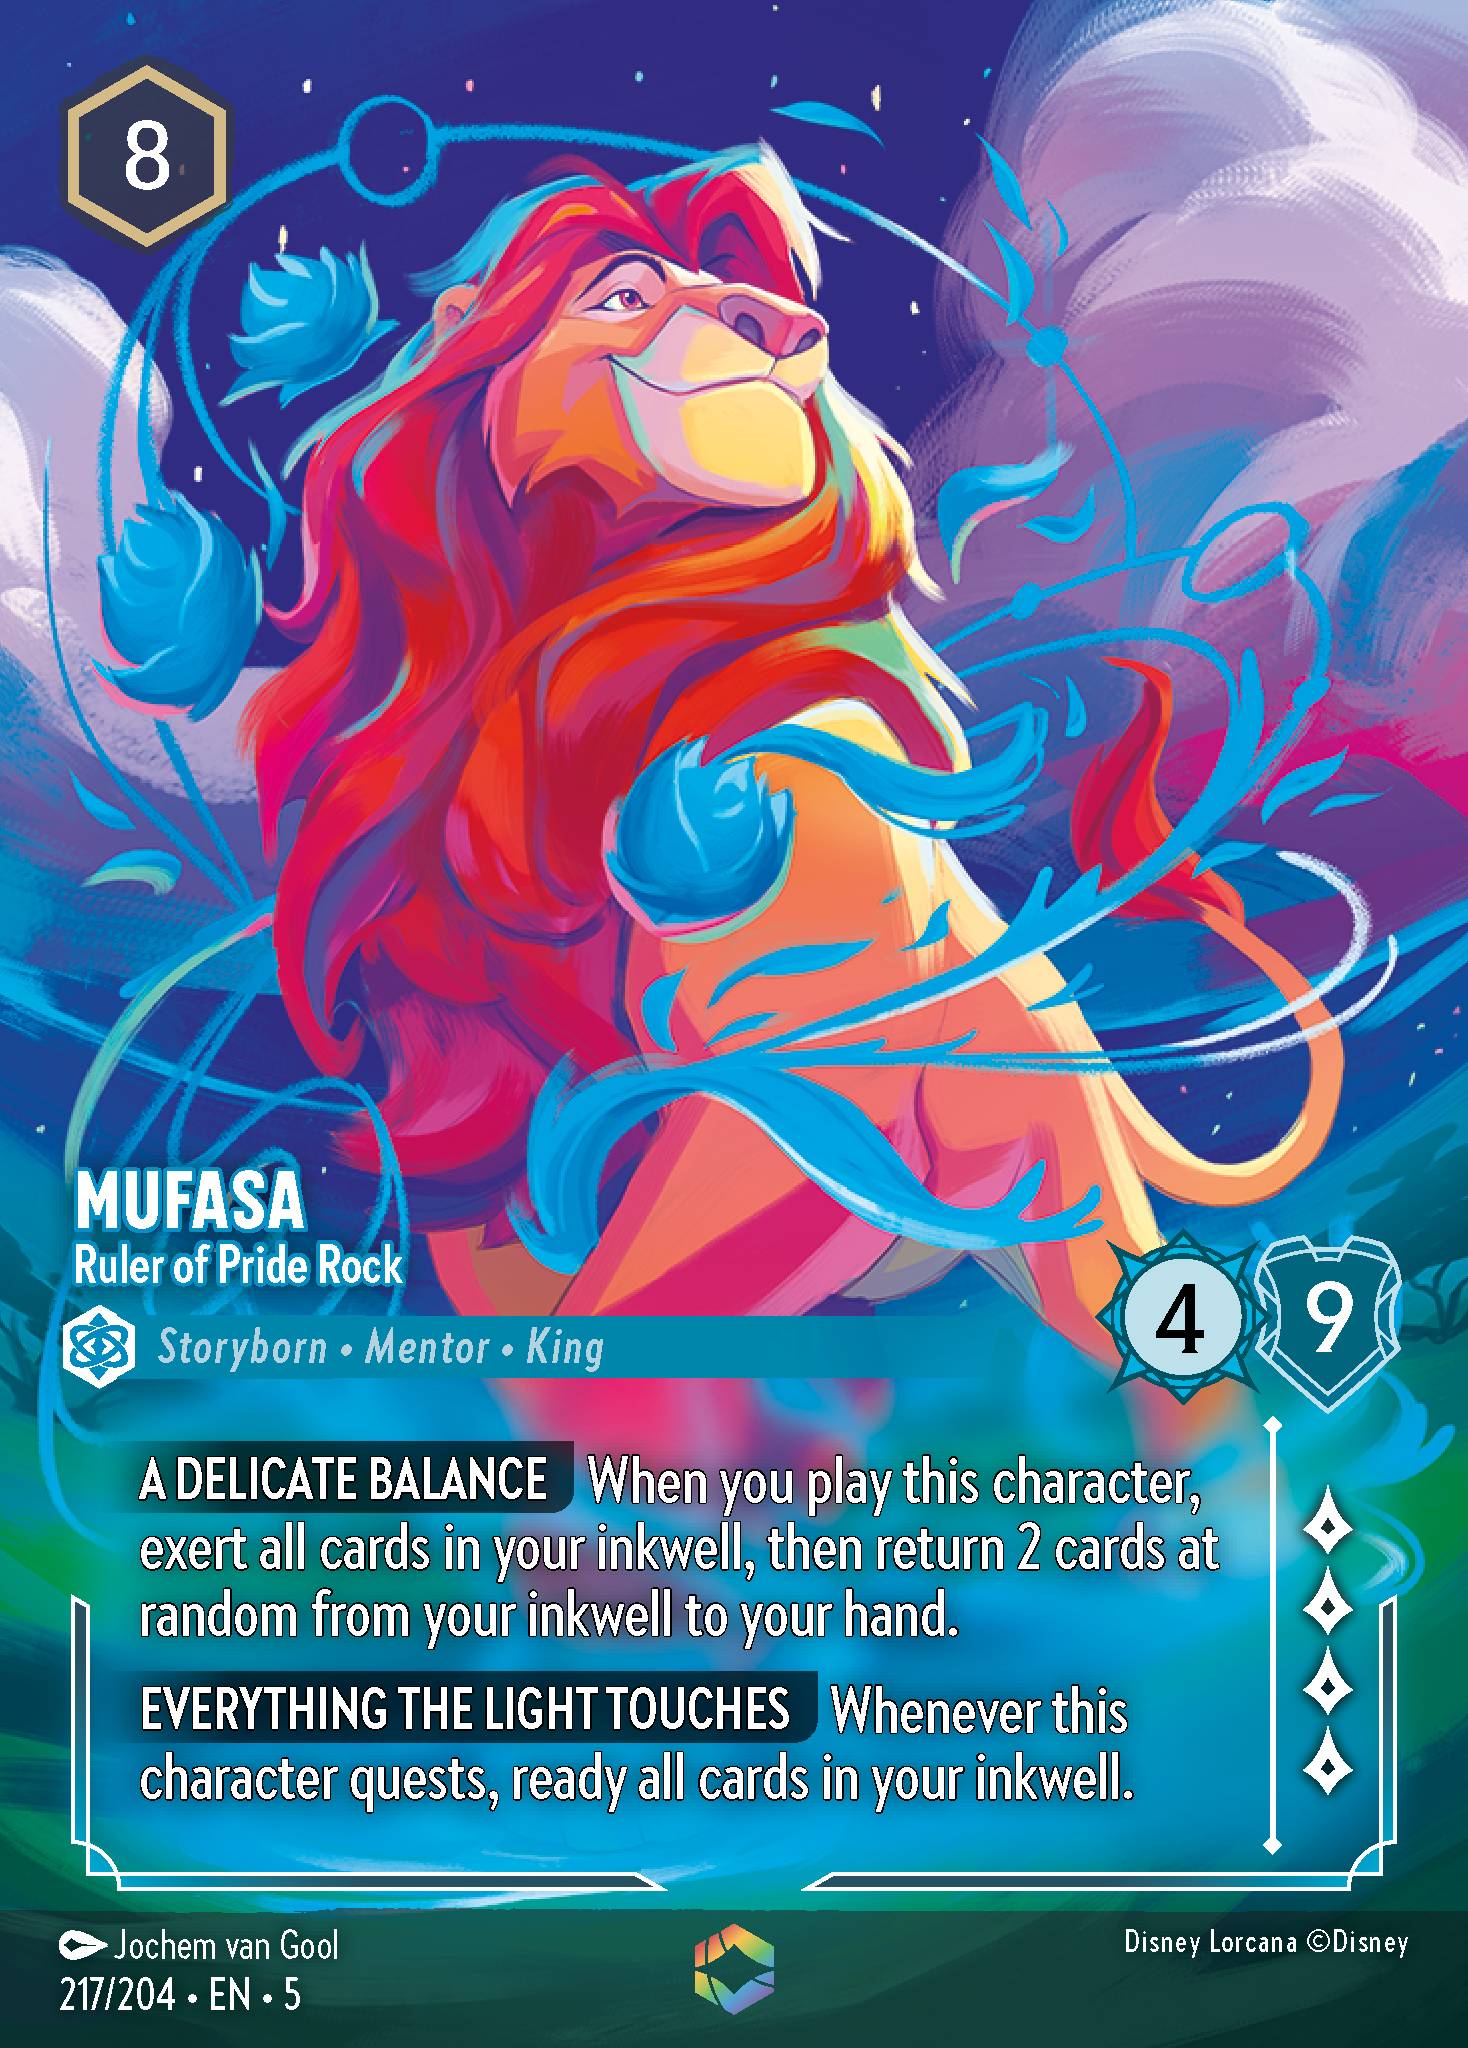 8
MUFASA
Ruler of Pride Rock
Storyborn • Mentor • King
4
9
A DELICATE BALANCE When you play this character,
exert all cards in your inkwell, then return 2 cards at
random from your inkwell to your hand.
EVERYTHING THE LIGHT TOUCHES Whenever this
character quests, ready all cards in your inkwell.
Jochem van Gool
217/204 • EN • 5
Disney Lorcana ©Disney